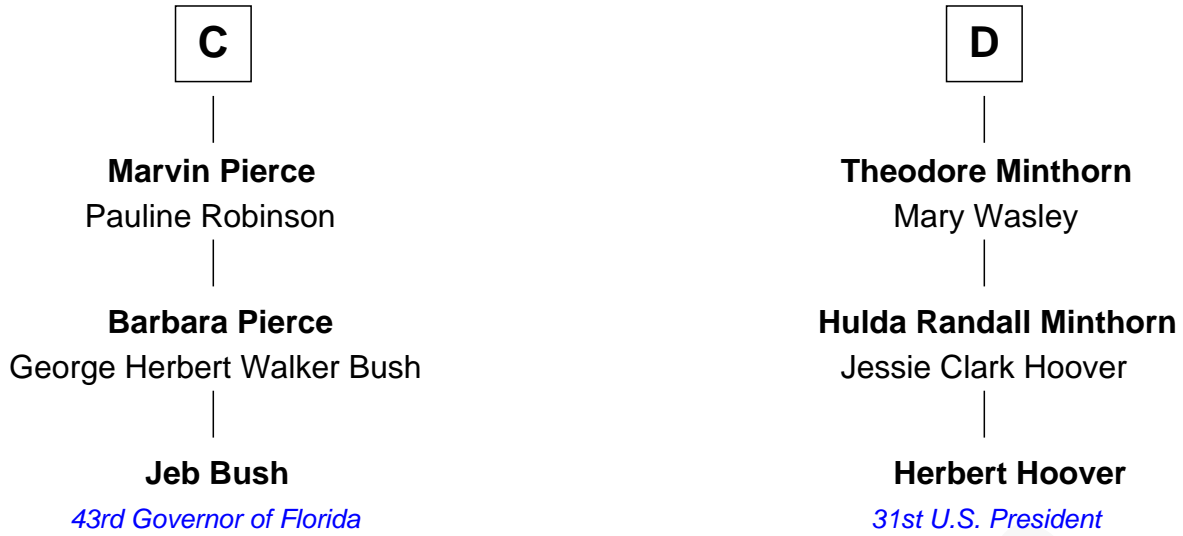 C
Marvin Pierce
Pauline Robinson
Barbara Pierce
George Herbert Walker Bush
Jeb Bush
43rd Governor of Florida
D
Theodore Minthorn
Mary Wasley
Hulda Randall Minthorn
Jessie Clark Hoover
Herbert Hoover
31st U.S. President